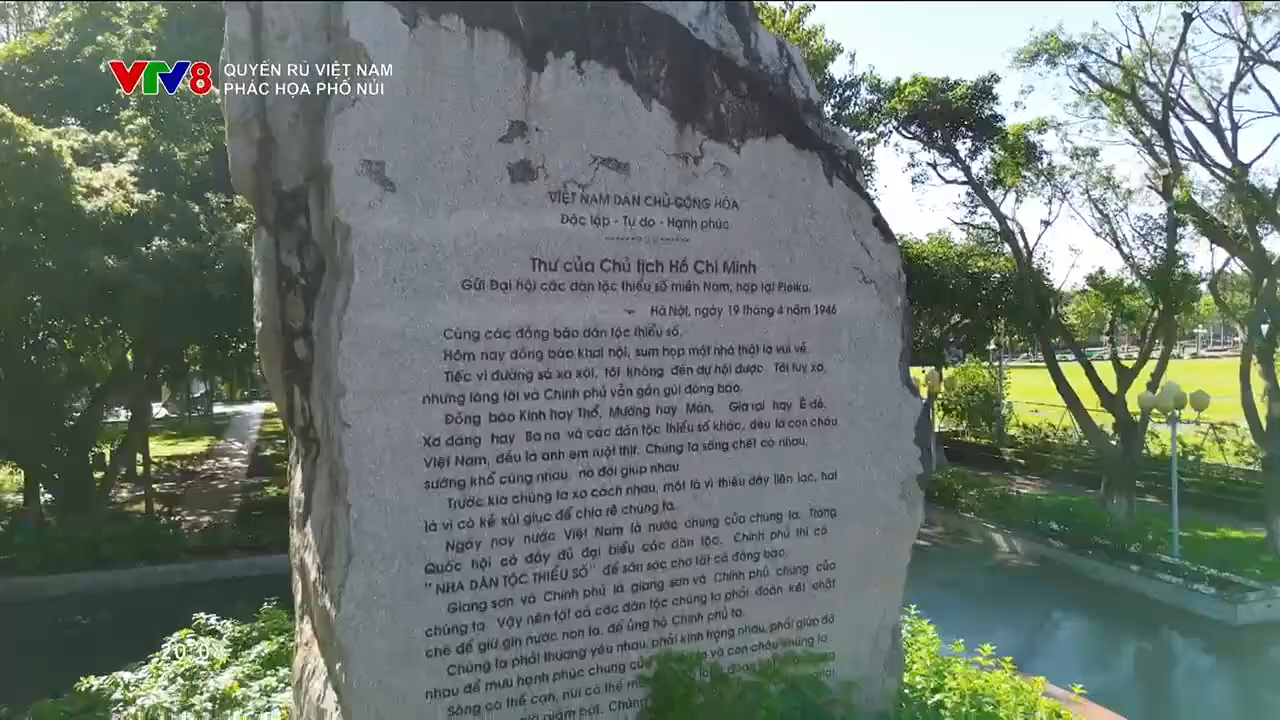 VTV8
QUYẾN RŨ VIỆT NAM
PHÁC HỌA PHỐ NÚI
VIỆT NAM DÂN CHỦ CỘNG HÒA
Độc lập - Tự do - Hạnh phúc
Thư của Chủ tịch Hồ Chí Minh
Gửi Đại hội các dân tộc thiểu số miền Nam, họp tại Pleiku.
Hà Nội, ngày 19 tháng 4 năm 1946
Cùng các đồng bào dân tộc thiểu số.
Hôm nay đồng bào khai hội, sum họp một nhà thật là vui vẻ.
Tiếc vì đường sá xa xôi, tôi không đến dự hội được. Tôi tuy xa,
nhưng lòng tôi và Chính phủ vẫn gần gũi đồng bào.
Đồng bào Kinh hay Thổ, Mường hay Mán, Gia rai hay Ê đê,
Xơ đăng hay Ba na và các dân tộc thiểu số khác, đều là con cháu
Việt Nam, đều là anh em ruột thịt. Chúng ta sống chết có nhau,
sướng khổ cùng nhau no đói giúp nhau
Trước kia chúng ta xa cách nhau, một là vì thiếu dây liên lạc, hai
là vì có kẻ xúi giục để chia rẽ chúng ta.
Ngày nay nước Việt Nam là nước chung của chúng ta. Trong
Quốc hội có đầy đủ đại biểu các dân tộc. Chính phủ thì có
"NHA DÂN TỘC THIỂU SỐ" để săn sóc cho tất cả đồng bào.
Giang sơn và Chính phủ là giang sơn và Chính phủ chung của
chúng ta. Vậy nên tất cả các dân tộc chúng ta phải đoàn kết chặt
chẽ để giữ gìn nước non ta, để ủng hộ Chính phủ ta.
Chúng ta phải thương yêu nhau, phải kính trọng nhau, phải giúp đỡ
nhau để mưu hạnh phúc chung của và con cháu chúng ta
Sông có thể cạn, núi có thể
giảm bớt. Chúng